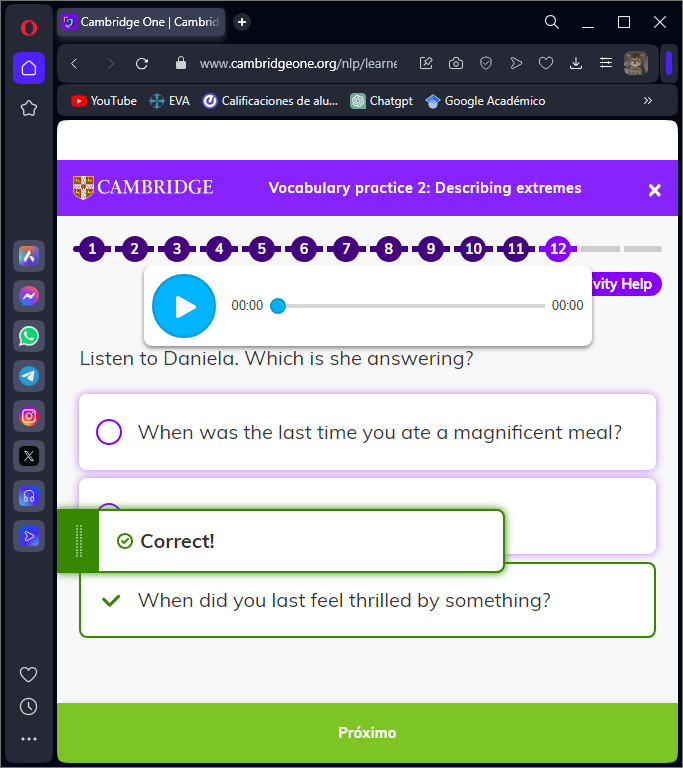 Cambridge One | Cambrid
www.cambridgeone.org/nlp/learne
YouTube
EVA
Calificaciones de alu...
Chatgpt
Google Académico
»
CAMBRIDGE
Vocabulary practice 2: Describing extremes
1 2 3 4 5 6 7 8 9 10 11 12
vity Help
00:00
00:00
Listen to Daniela. Which is she answering?
When was the last time you ate a magnificent meal?
Correct!
When did you last feel thrilled by something?
Próximo